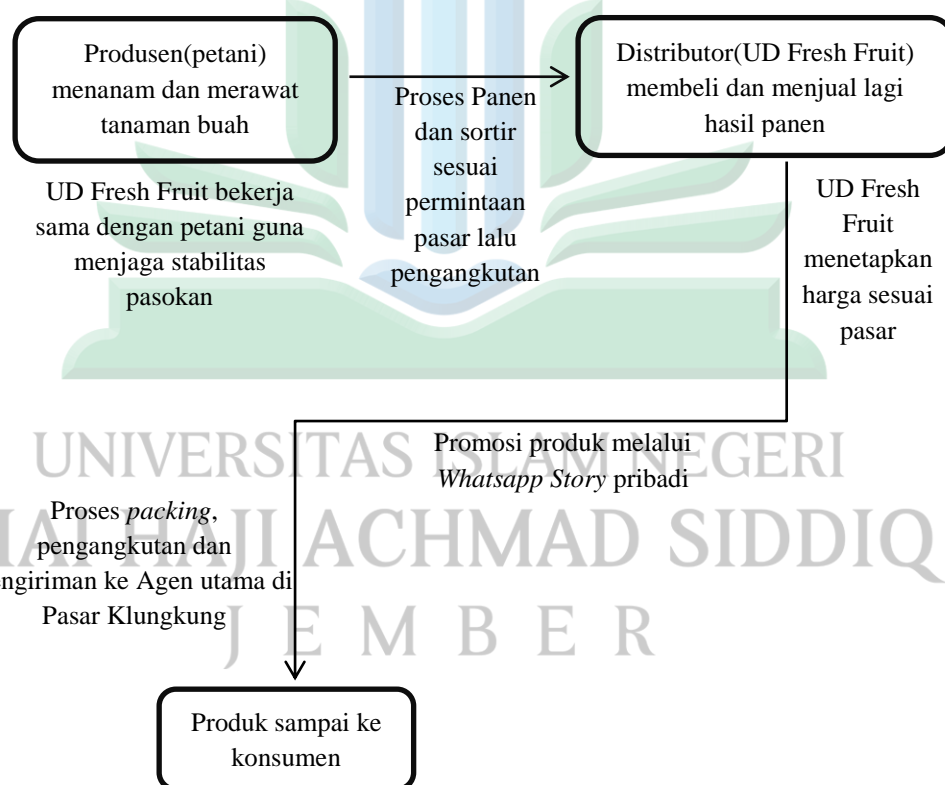 Produsen(petani)
menanam dan merawat
tanaman buah
Distributor(UD Fresh Fruit)
membeli dan menjual lagi
hasil panen
Proses Panen
dan sortir
sesuai
permintaan
pasar lalu
pengangkutan
UD Fresh Fruit bekerja
sama dengan petani guna
menjaga stabilitas
pasokan
UD Fresh
Fruit
menetapkan
harga sesuai
pasar
UNIVERSITAS ISLAM NEGERI
Promosi produk melalui
Whatsapp Story pribadi
HAJI ACHMAD SIDDIQ
Proses packing,
pengangkutan dan
engiriman ke Agen utama di
Pasar Klungkung
JEMBER
Produk sampai ke
konsumen